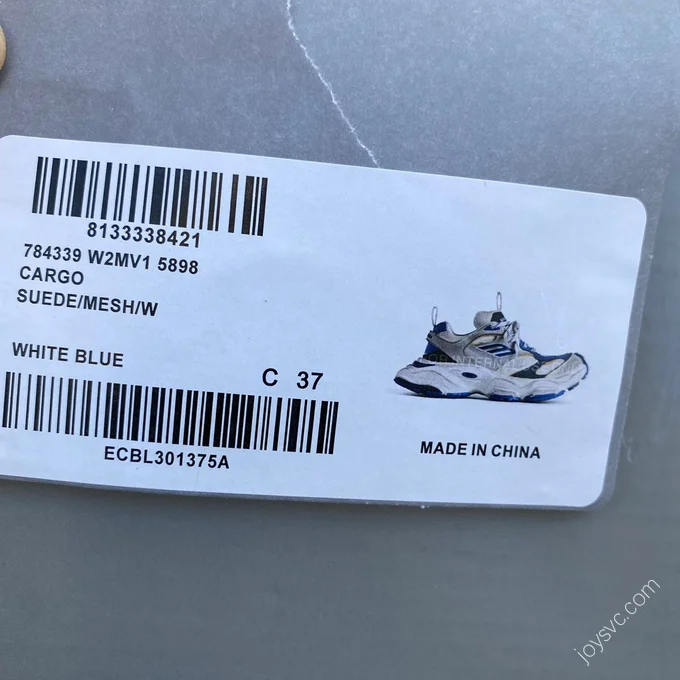 8133338421
784339 W2MV1 5898
CARGO
SUEDE/MESH/W
WHITE BLUE
C 37
ECBL301375A
MADE IN CHINA
joysvc.com